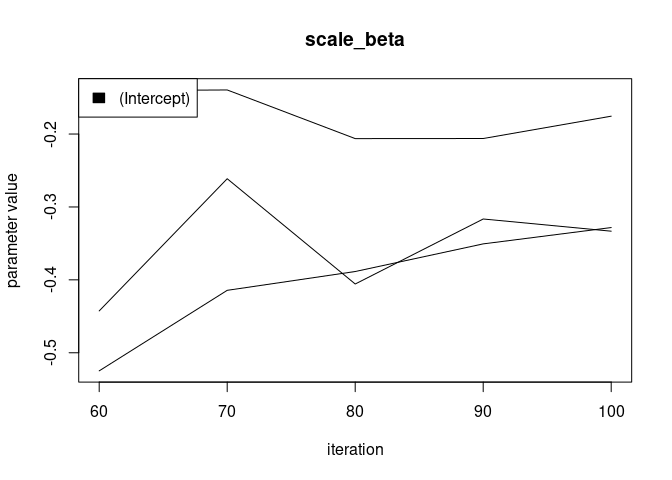 scale_beta
(Intercept)
parameter value
-0.2
-0.3
-0.4
-0.5
60 70 80 90 100
iteration